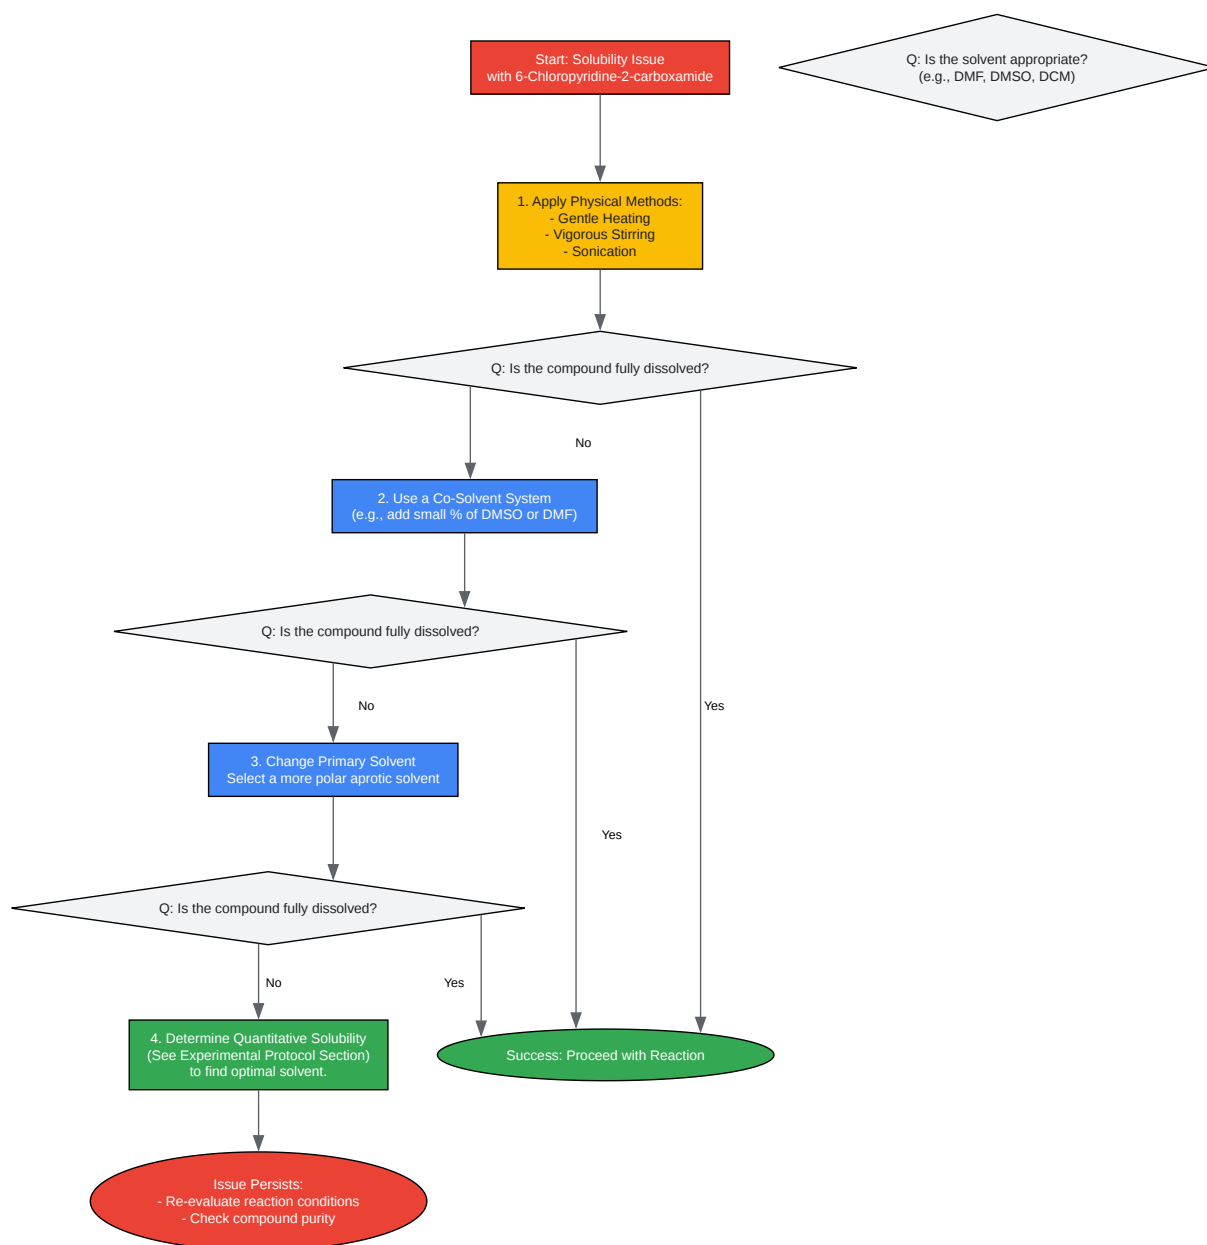 Start: Solubility Issue
with 6-Chloropyridine-2-carboxamide
Q: Is the solvent appropriate?
(e.g., DMF, DMSO, DCM)
1. Apply Physical Methods:
- Gentle Heating
- Vigorous Stirring
- Sonication
Q: Is the compound fully dissolved?
No
2. Use a Co-Solvent System
(e.g., add small % of DMSO or DMF)
Q: Is the compound fully dissolved?
No
Yes
3. Change Primary Solvent
Select a more polar aprotic solvent
Yes
Q: Is the compound fully dissolved?
No
Yes
4. Determine Quantitative Solubility
(See Experimental Protocol Section)
to find optimal solvent.
Success: Proceed with Reaction
Issue Persists:
- Re-evaluate reaction conditions
- Check compound purity